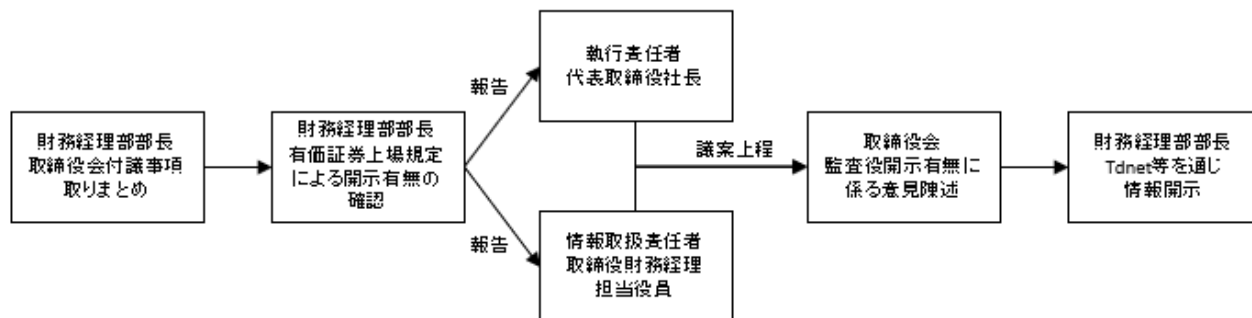 財務経理部部長
取締役会付議事項
取りまとめ
財務経理部部長
有価証券上場規定
による開示有無の
確認
報告
報告
執行責任者
代表取締役社長
情報取扱責任者
取締役財務経理
担当役員
議案上程
取締役会
監査役開示有無に
係る意見陳述
財務経理部部長
Tdnet等を通じ
情報開示